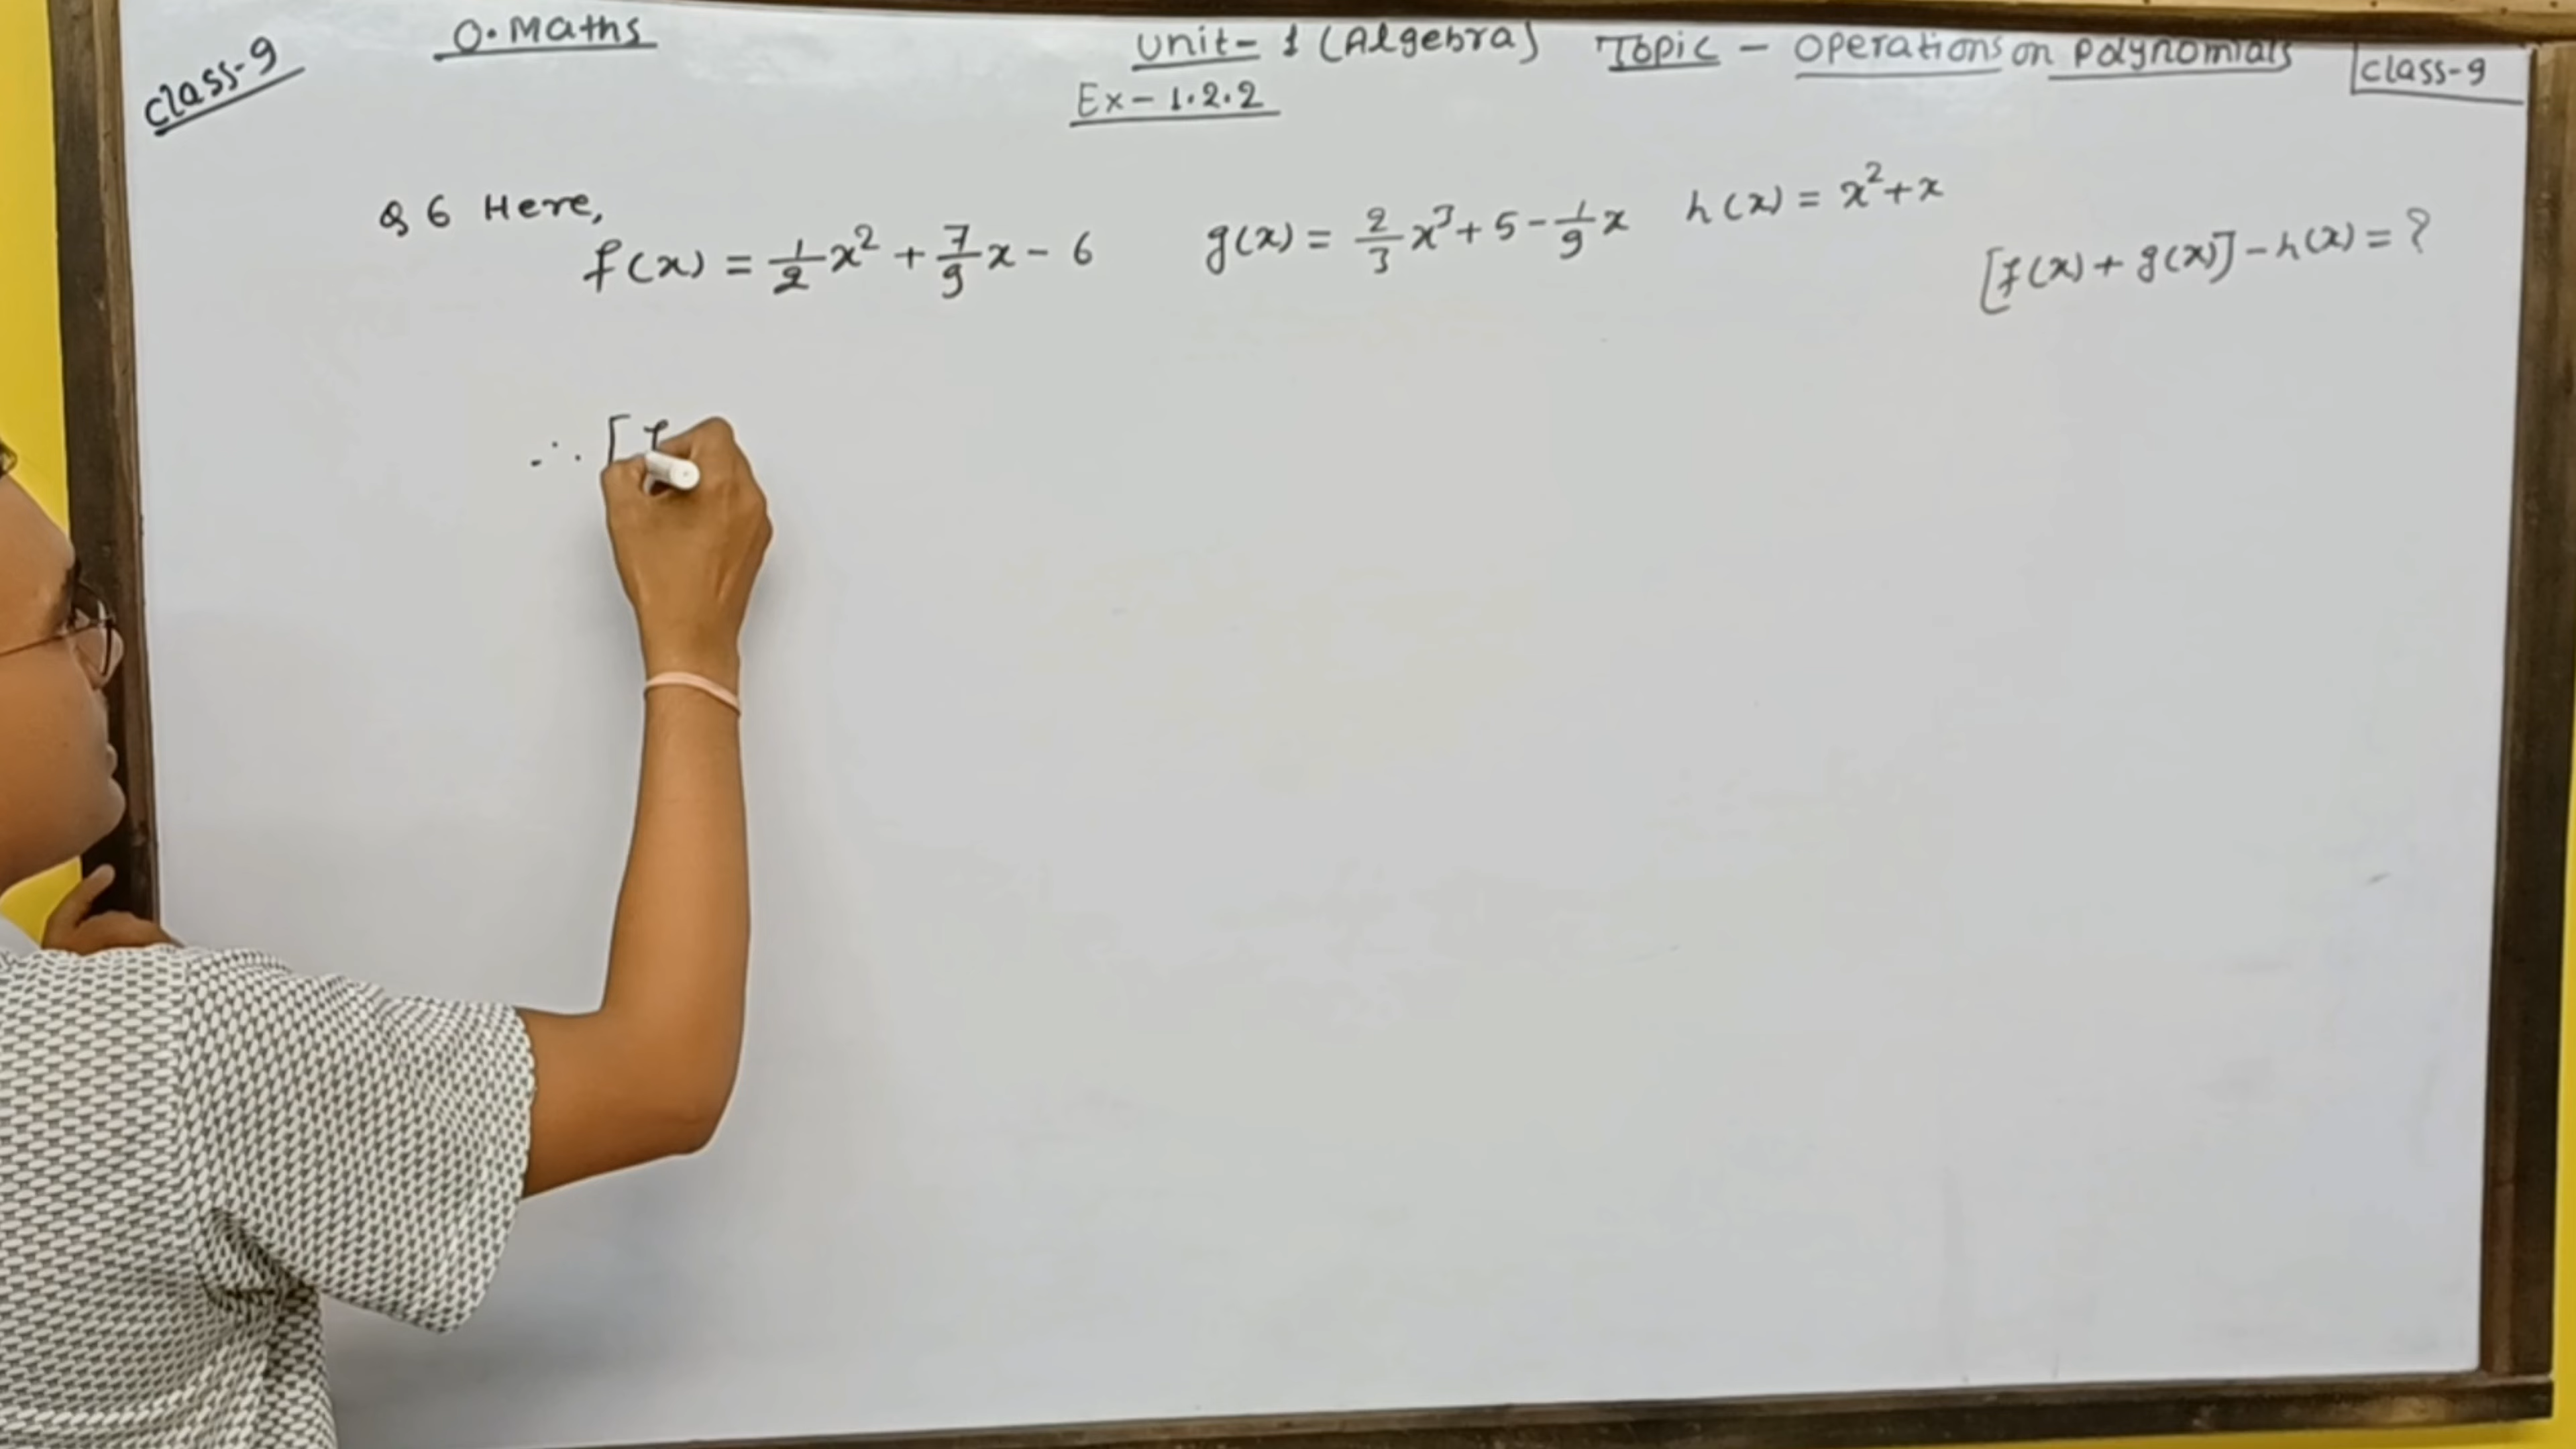 class-9
O. Maths
Unit- 1 (Algebra) Topic - Operations on polynomials
class-9
Ex- 1.2.2
Q 6 Here,
f(x) = 1/2 x² + 7/9 x - 6 g(x) = 2/3 x³ + 5 - 1/9 x h(x) = x² + x
[f(x) + g(x)] - h(x) = ?
∴ [f